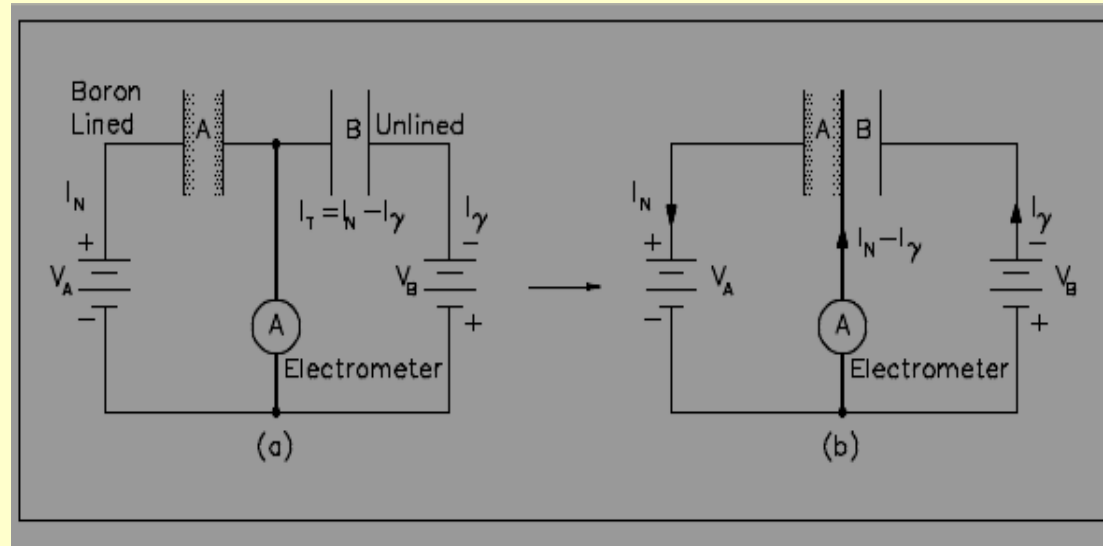 Boron
Lined
A
B Unlined
I_N
I_T = I_N - I_γ
I_γ
+
-
V_A
V_B
-
+
A
Electrometer
(a)
A B
I_N
I_γ
+
-
I_N - I_γ
V_A
V_B
-
+
A
Electrometer
(b)